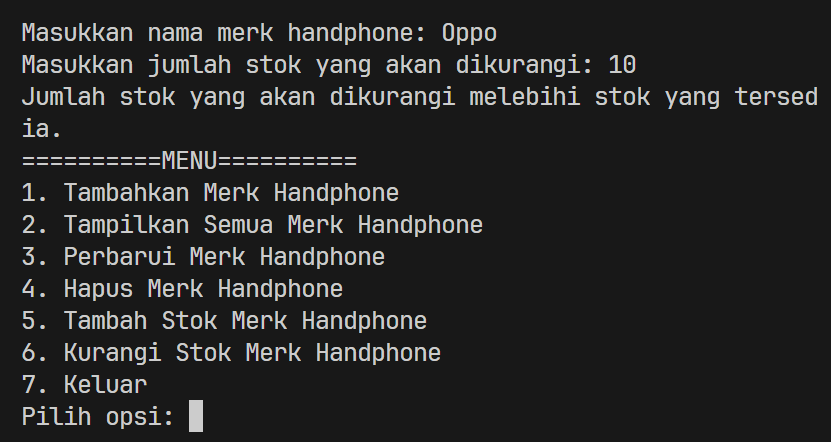 Masukkan nama merk handphone: Oppo
Masukkan jumlah stok yang akan dikurangi: 10
Jumlah stok yang akan dikurangi melebihi stok yang tersed
ia.
==========MENU==========
1. Tambahkan Merk Handphone
2. Tampilkan Semua Merk Handphone
3. Perbarui Merk Handphone
4. Hapus Merk Handphone
5. Tambah Stok Merk Handphone
6. Kurangi Stok Merk Handphone
7. Keluar
Pilih opsi: